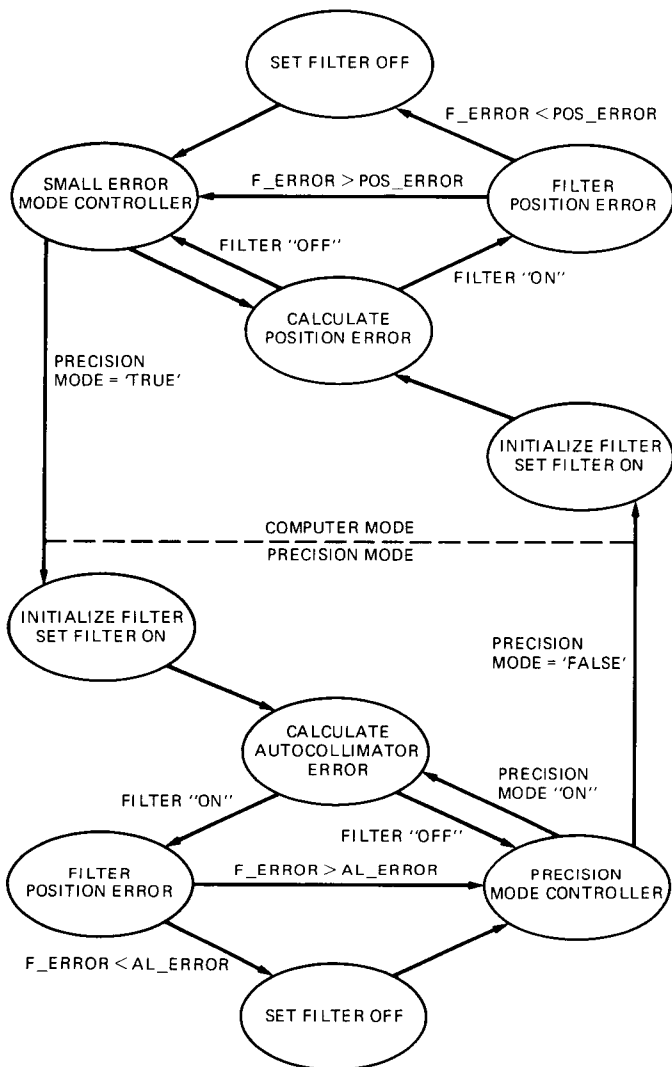 SET FILTER OFF
F_ERROR < POS_ERROR
SMALL ERROR
MODE CONTROLLER
F_ERROR > POS_ERROR
FILTER
POSITION ERROR
FILTER "OFF"
FILTER "ON"
CALCULATE
POSITION ERROR
PRECISION
MODE = 'TRUE'
INITIALIZE FILTER
SET FILTER ON
COMPUTER MODE
PRECISION MODE
INITIALIZE FILTER
SET FILTER ON
PRECISION
MODE = 'FALSE'
CALCULATE
AUTOCOLLIMATOR
ERROR
PRECISION
MODE "ON"
FILTER "ON"
FILTER "OFF"
FILTER
POSITION ERROR
F_ERROR > AL_ERROR
PRECISION
MODE CONTROLLER
F_ERROR < AL_ERROR
SET FILTER OFF